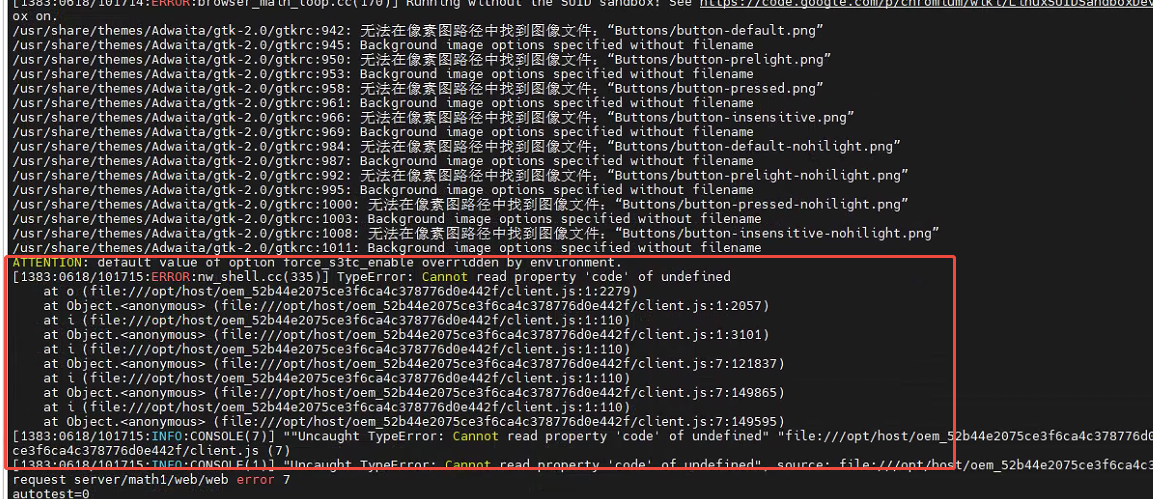 [1383:0618/101714:ERROR:browser_main_loop.cc(170)] Running without the SUID sandbox! See https://code.google.com/p/chromium/wiki/LinuxSUIDSandboxDev
ox on.
/usr/share/themes/Adwaita/gtk-2.0/gtkrc:942: 无法在像素图路径中找到图像文件：“Buttons/button-default.png”
/usr/share/themes/Adwaita/gtk-2.0/gtkrc:945: Background image options specified without filename
/usr/share/themes/Adwaita/gtk-2.0/gtkrc:950: 无法在像素图路径中找到图像文件：“Buttons/button-prelight.png”
/usr/share/themes/Adwaita/gtk-2.0/gtkrc:953: Background image options specified without filename
/usr/share/themes/Adwaita/gtk-2.0/gtkrc:958: 无法在像素图路径中找到图像文件：“Buttons/button-pressed.png”
/usr/share/themes/Adwaita/gtk-2.0/gtkrc:961: Background image options specified without filename
/usr/share/themes/Adwaita/gtk-2.0/gtkrc:966: 无法在像素图路径中找到图像文件：“Buttons/button-insensitive.png”
/usr/share/themes/Adwaita/gtk-2.0/gtkrc:969: Background image options specified without filename
/usr/share/themes/Adwaita/gtk-2.0/gtkrc:984: 无法在像素图路径中找到图像文件：“Buttons/button-default-nohilight.png”
/usr/share/themes/Adwaita/gtk-2.0/gtkrc:987: Background image options specified without filename
/usr/share/themes/Adwaita/gtk-2.0/gtkrc:992: 无法在像素图路径中找到图像文件：“Buttons/button-prelight-nohilight.png”
/usr/share/themes/Adwaita/gtk-2.0/gtkrc:995: Background image options specified without filename
/usr/share/themes/Adwaita/gtk-2.0/gtkrc:1000: 无法在像素图路径中找到图像文件：“Buttons/button-pressed-nohilight.png”
/usr/share/themes/Adwaita/gtk-2.0/gtkrc:1003: Background image options specified without filename
/usr/share/themes/Adwaita/gtk-2.0/gtkrc:1008: 无法在像素图路径中找到图像文件：“Buttons/button-insensitive-nohilight.png”
/usr/share/themes/Adwaita/gtk-2.0/gtkrc:1011: Background image options specified without filename
ATTENTION: default value of option force_s3tc_enable overridden by environment.
[1383:0618/101715:ERROR:nw_shell.cc(335)] TypeError: Cannot read property 'code' of undefined
at o (file:///opt/host/oem_52b44e2075ce3f6ca4c378776d0e442f/client.js:1:2279)
at Object.<anonymous> (file:///opt/host/oem_52b44e2075ce3f6ca4c378776d0e442f/client.js:1:2057)
at i (file:///opt/host/oem_52b44e2075ce3f6ca4c378776d0e442f/client.js:1:110)
at Object.<anonymous> (file:///opt/host/oem_52b44e2075ce3f6ca4c378776d0e442f/client.js:1:3101)
at i (file:///opt/host/oem_52b44e2075ce3f6ca4c378776d0e442f/client.js:1:110)
at Object.<anonymous> (file:///opt/host/oem_52b44e2075ce3f6ca4c378776d0e442f/client.js:7:121837)
at i (file:///opt/host/oem_52b44e2075ce3f6ca4c378776d0e442f/client.js:1:110)
at Object.<anonymous> (file:///opt/host/oem_52b44e2075ce3f6ca4c378776d0e442f/client.js:7:149865)
at i (file:///opt/host/oem_52b44e2075ce3f6ca4c378776d0e442f/client.js:1:110)
at Object.<anonymous> (file:///opt/host/oem_52b44e2075ce3f6ca4c378776d0e442f/client.js:7:149595)
[1383:0618/101715:INFO:CONSOLE(7)] ""Uncaught TypeError: Cannot read property 'code' of undefined" "file:///opt/host/oem_52b44e2075ce3f6ca4c378776d0
ce3f6ca4c378776d0e442f/client.js (7)
[1383:0618/101715:INFO:CONSOLE(1)] "Uncaught TypeError: Cannot read property 'code' of undefined", source: file:///opt/host/oem_52b44e2075ce3f6ca4c3
request server/math1/web/web error 7
autotest=0